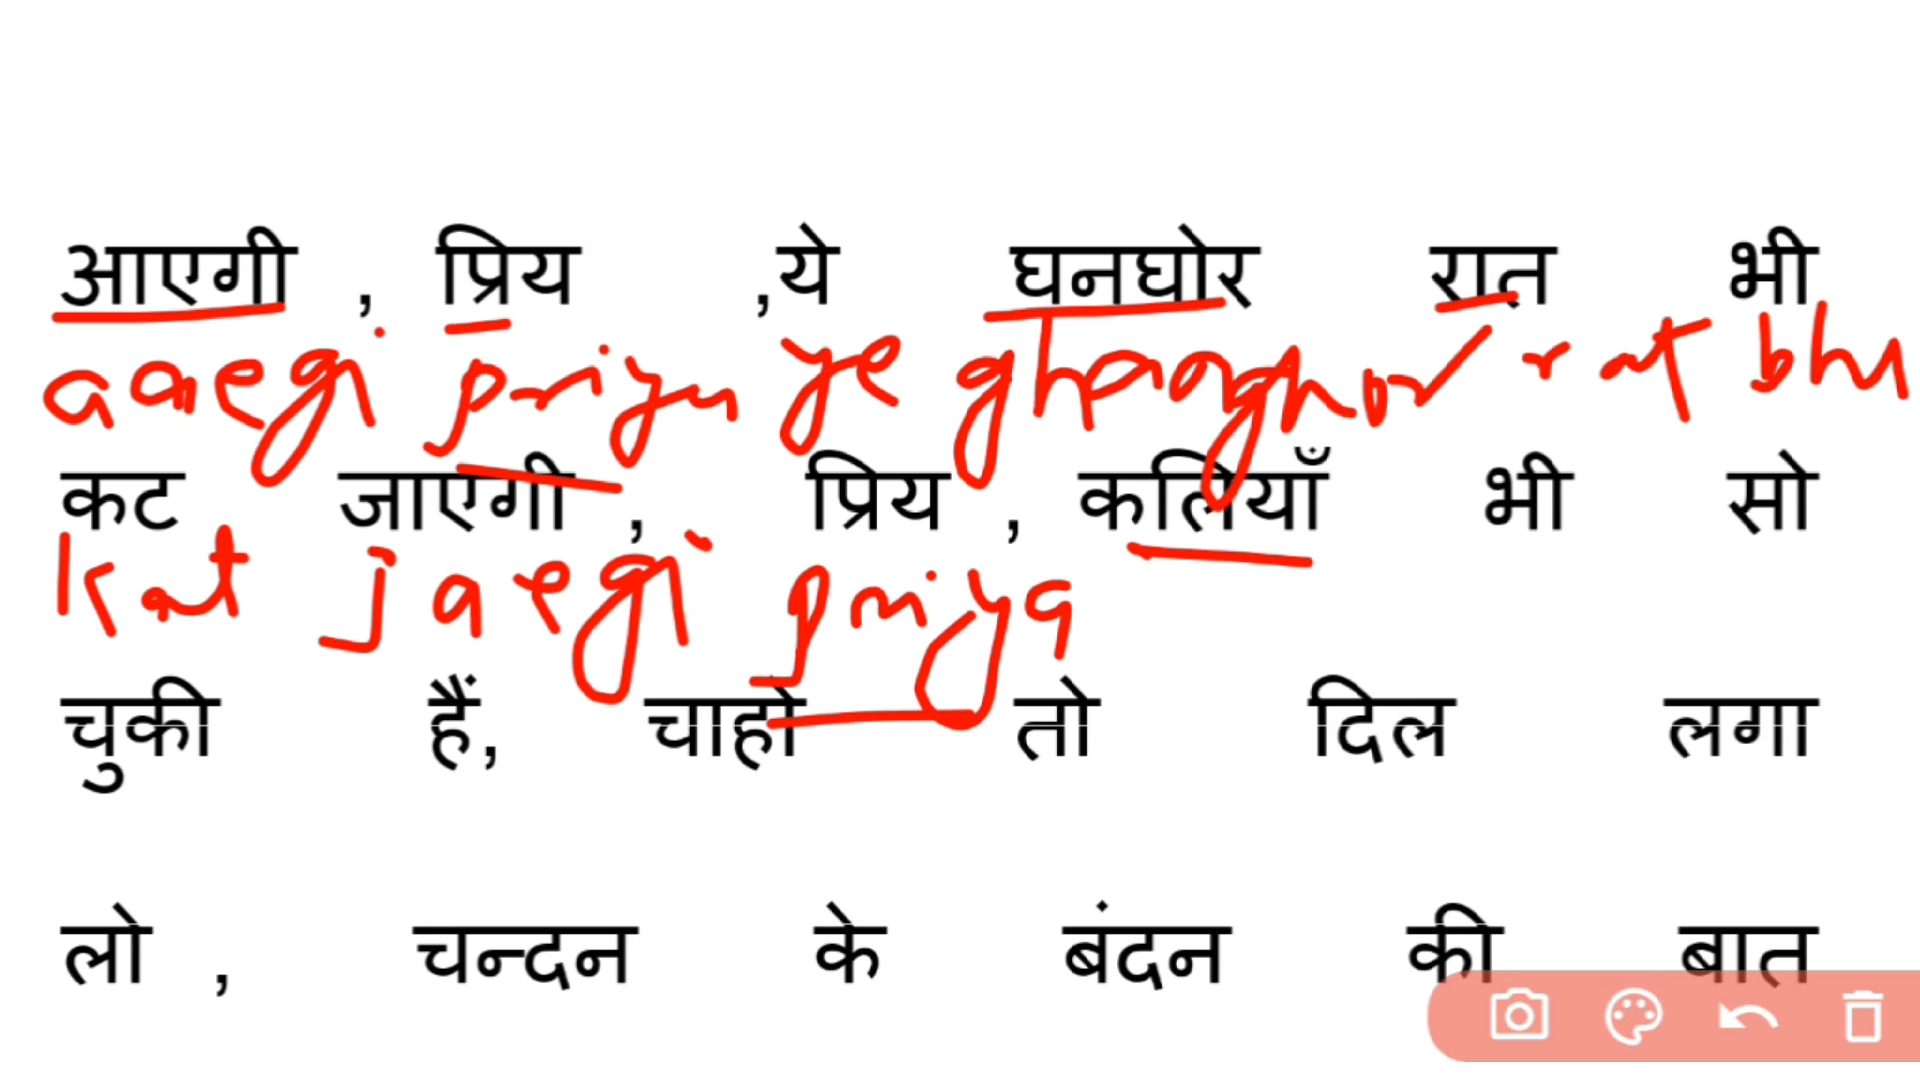 आएगी , प्रिय ,ये घनघोर रात भी
aaegi priya ye ghanghor rat bhi
कट जाएगी , प्रिय , कलियाँ भी सो
kat jaegi priya
चुकी हैं, चाहो तो दिल लगा
लो , चन्दन के बंदन की बात